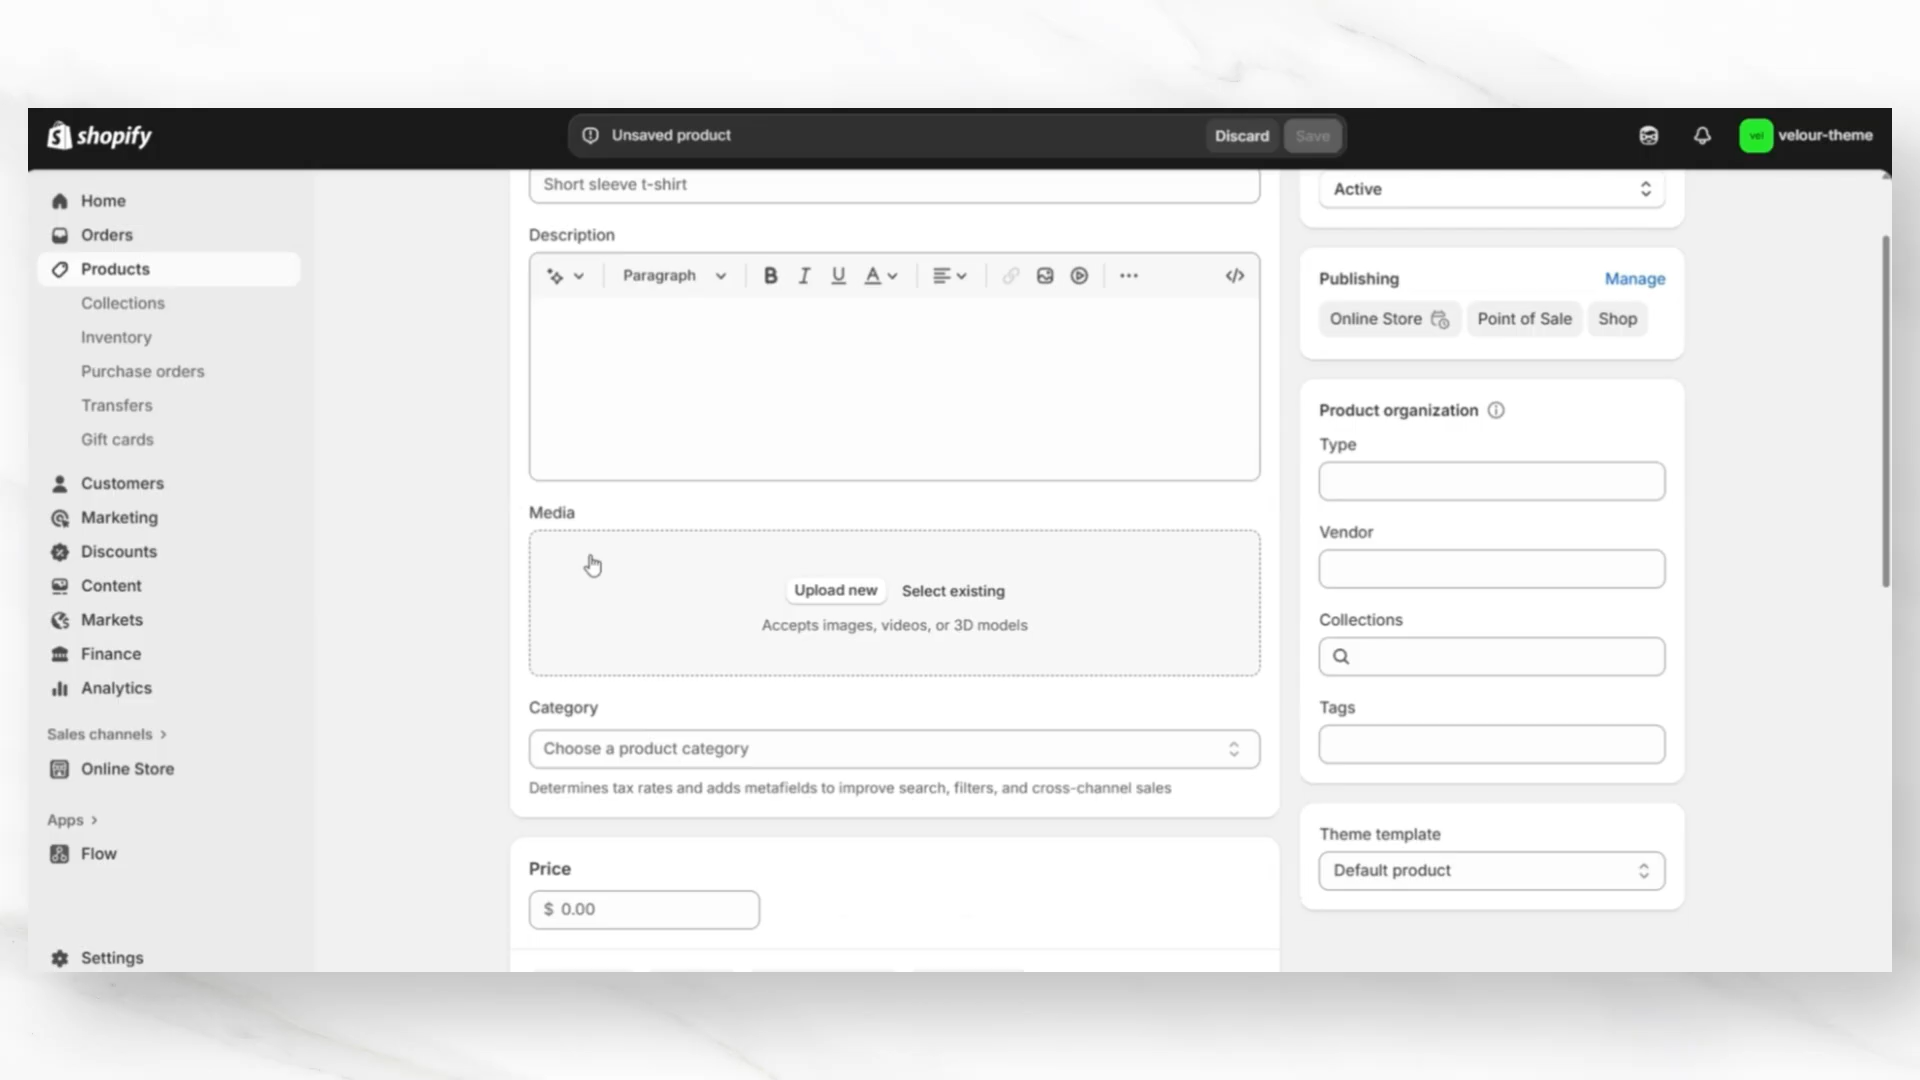 shopify
Unsaved product
Discard
Save
vel
velour-theme
Home
Orders
Products
Collections
Inventory
Purchase orders
Transfers
Gift cards
Customers
Marketing
Discounts
Content
Markets
Finance
Analytics
Sales channels
Online Store
Apps
Flow
Settings
Short sleeve t-shirt
Description
Paragraph
B I U A
Media
Upload new
Select existing
Accepts images, videos, or 3D models
Category
Choose a product category
Determines tax rates and adds metafields to improve search, filters, and cross-channel sales
Price
$ 0.00
Active
Publishing
Manage
Online Store
Point of Sale
Shop
Product organization
Type
Vendor
Collections
Tags
Theme template
Default product